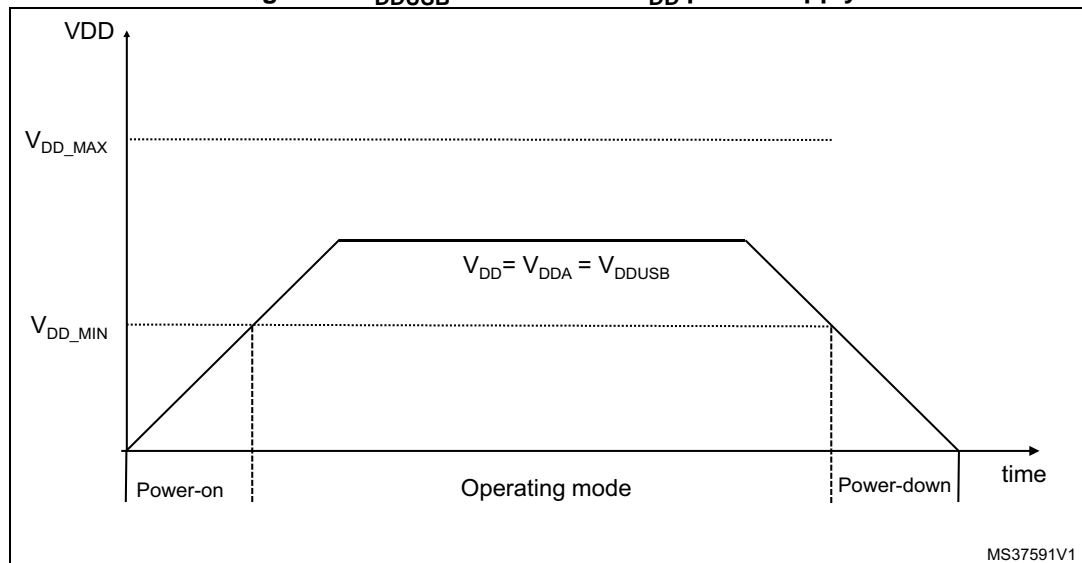 VDD
V_DD_MAX
V_DD= V_DDA = V_DDUSB
V_DD_MIN
time
Power-on
Operating mode
Power-down
MS37591V1